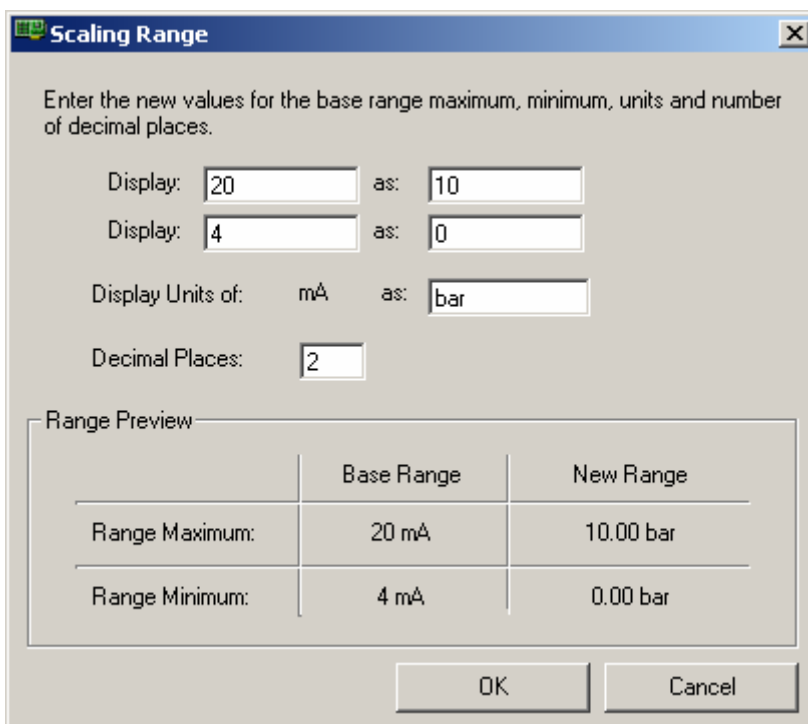 Scaling Range
Enter the new values for the base range maximum, minimum, units and number
of decimal places.
Display: 20 as: 10
Display: 4 as: 0
Display Units of: mA as: bar
Decimal Places: 2
Range Preview
Base Range New Range
Range Maximum: 20 mA 10.00 bar
Range Minimum: 4 mA 0.00 bar
OK Cancel